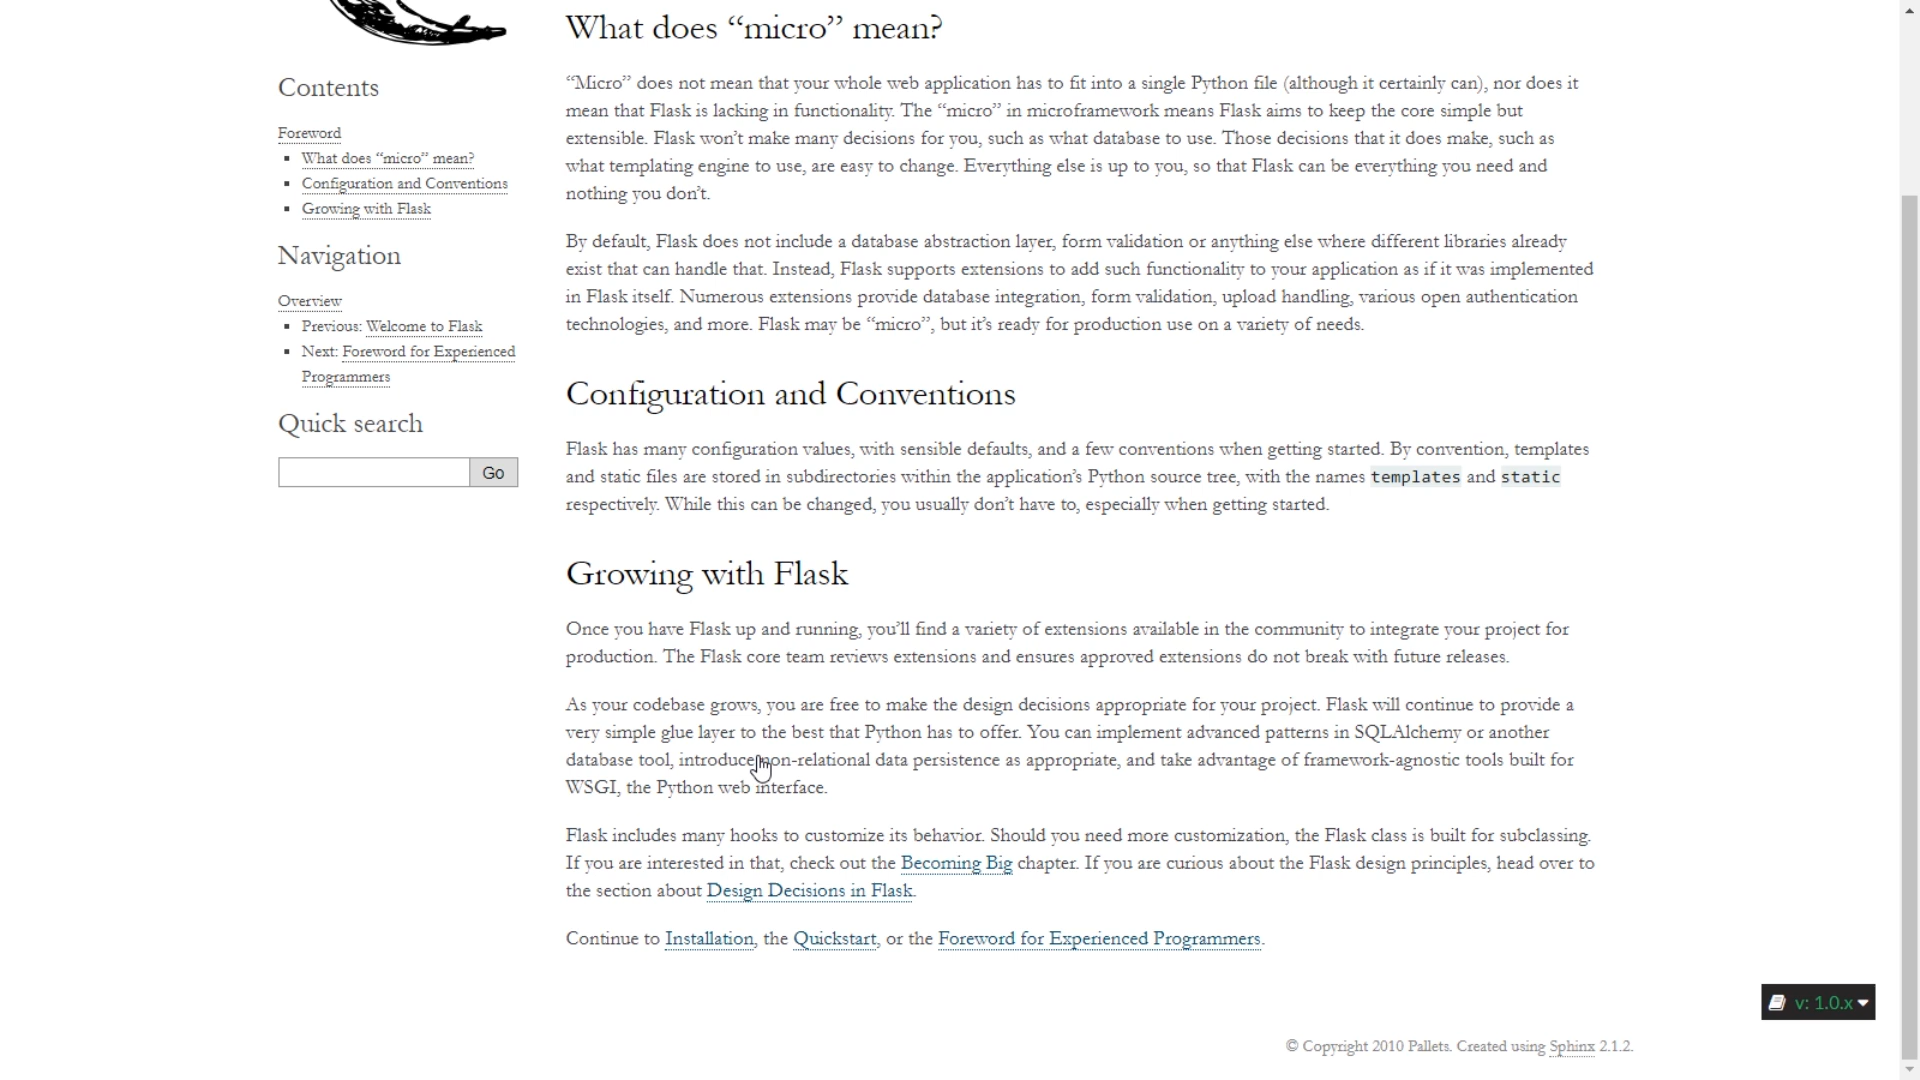 Contents
Foreword
What does “micro” mean?
Configuration and Conventions
Growing with Flask
Navigation
Overview
Previous: Welcome to Flask
Next: Foreword for Experienced
Programmers
Quick search
Go
What does “micro” mean?
“Micro” does not mean that your whole web application has to fit into a single Python file (although it certainly can), nor does it
mean that Flask is lacking in functionality. The “micro” in microframework means Flask aims to keep the core simple but
extensible. Flask won’t make many decisions for you, such as what database to use. Those decisions that it does make, such as
what templating engine to use, are easy to change. Everything else is up to you, so that Flask can be everything you need and
nothing you don’t.
By default, Flask does not include a database abstraction layer, form validation or anything else where different libraries already
exist that can handle that. Instead, Flask supports extensions to add such functionality to your application as if it was implemented
in Flask itself. Numerous extensions provide database integration, form validation, upload handling, various open authentication
technologies, and more. Flask may be “micro”, but it’s ready for production use on a variety of needs.
Configuration and Conventions
Flask has many configuration values, with sensible defaults, and a few conventions when getting started. By convention, templates
and static files are stored in subdirectories within the application’s Python source tree, with the names templates and static
respectively. While this can be changed, you usually don’t have to, especially when getting started.
Growing with Flask
Once you have Flask up and running, you’ll find a variety of extensions available in the community to integrate your project for
production. The Flask core team reviews extensions and ensures approved extensions do not break with future releases.
As your codebase grows, you are free to make the design decisions appropriate for your project. Flask will continue to provide a
very simple glue layer to the best that Python has to offer. You can implement advanced patterns in SQLAlchemy or another
database tool, introduce non-relational data persistence as appropriate, and take advantage of framework-agnostic tools built for
WSGI, the Python web interface.
Flask includes many hooks to customize its behavior. Should you need more customization, the Flask class is built for subclassing.
If you are interested in that, check out the Becoming Big chapter. If you are curious about the Flask design principles, head over to
the section about Design Decisions in Flask.
Continue to Installation, the Quickstart, or the Foreword for Experienced Programmers.
v: 1.0.x
© Copyright 2010 Pallets. Created using Sphinx 2.1.2.